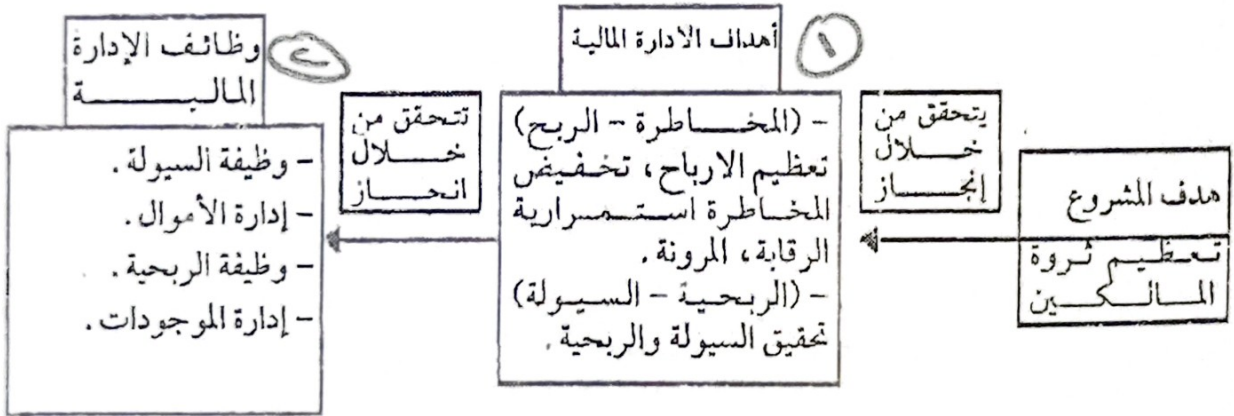 هدف المشروع
تعظيم ثروة
المالكين
يتحقق من
خلال
إنجاز
١
أهداف الادارة المالية
- (المخاطرة - الربح)
تعظيم الارباح، تخفيض
المخاطرة استمرارية
الرقابة، المرونة.
- (الربحية - السيولة)
تحقيق السيولة والربحية.
تتحقق من
خلال
انجاز
٢
وظائف الإدارة
المالية
- وظيفة السيولة.
- إدارة الأموال.
- وظيفة الربحية.
- إدارة الموجودات.